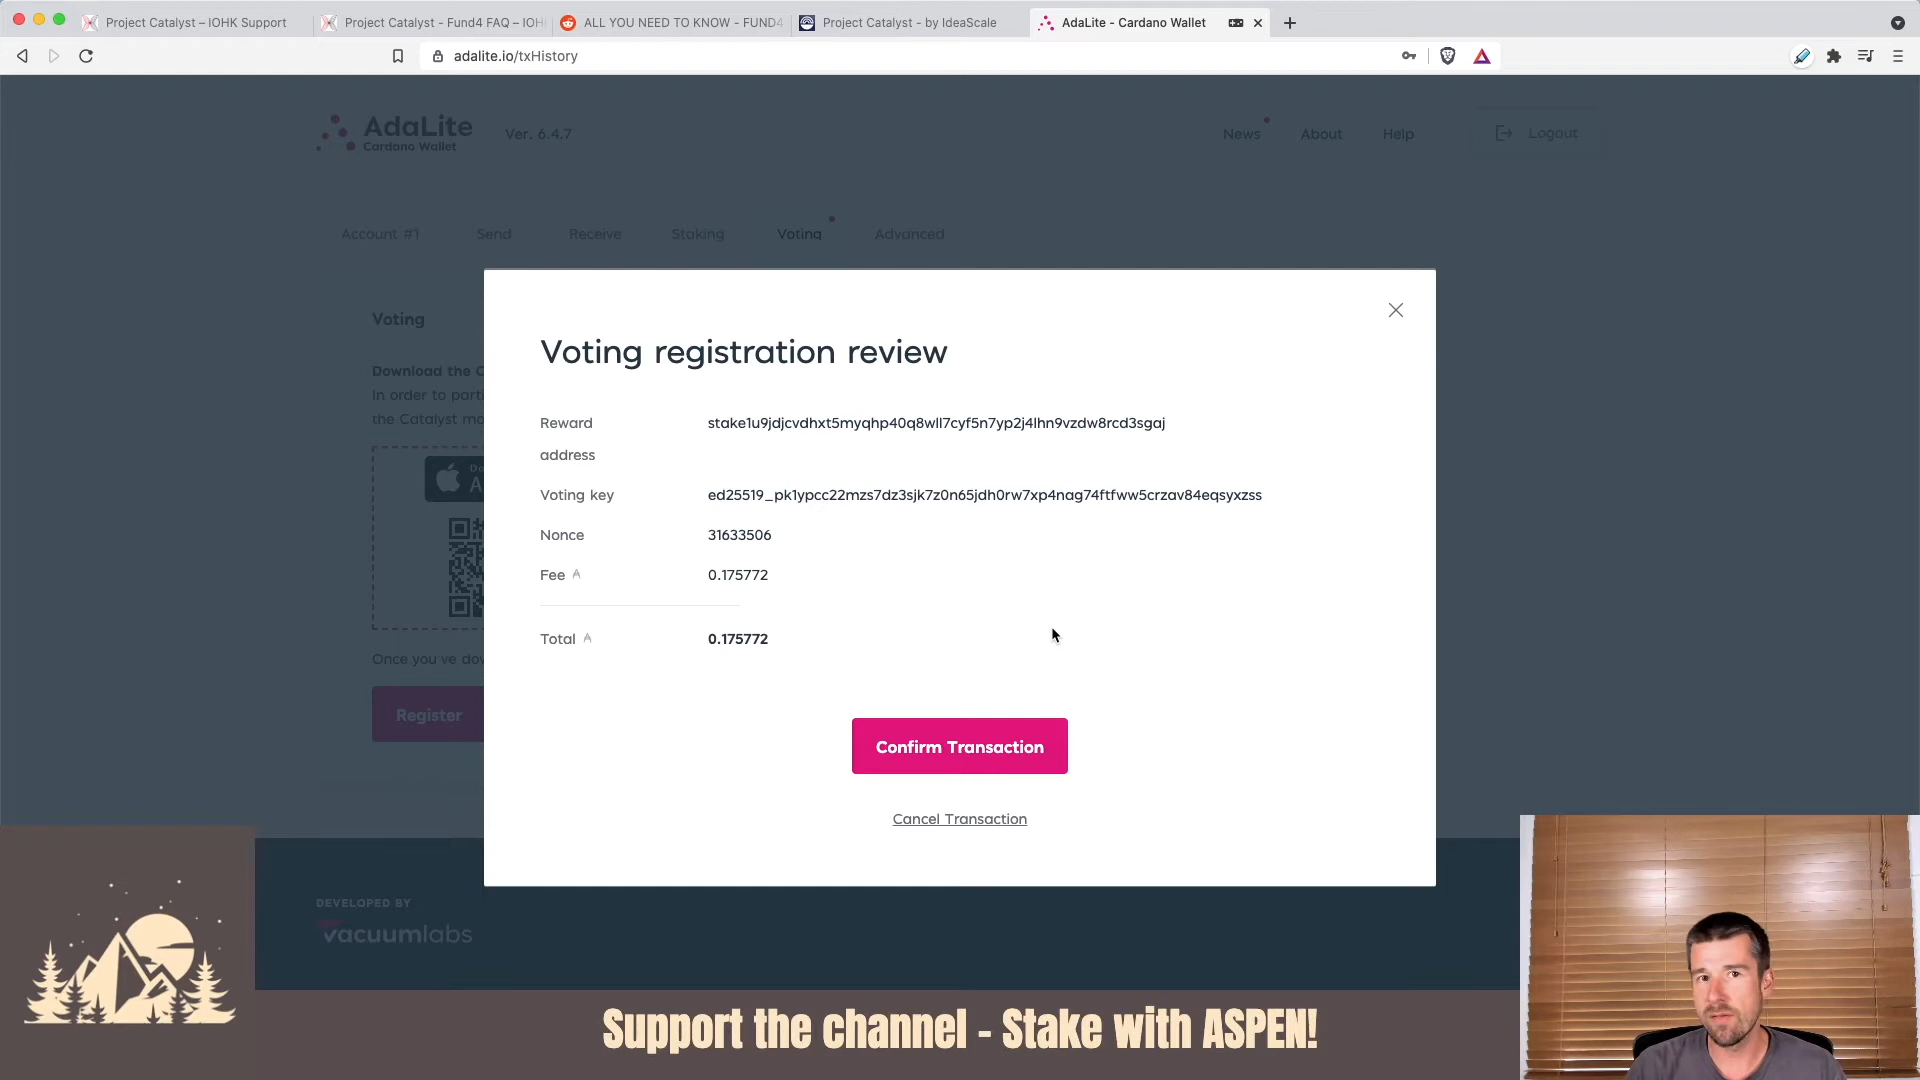 Project Catalyst – IOHK Support
Project Catalyst - Fund4 FAQ – IOH
ALL YOU NEED TO KNOW - FUND4
Project Catalyst - by IdeaScale
AdaLite - Cardano Wallet
adalite.io/txHistory
AdaLite
Cardano Wallet
Ver. 6.4.7
News
About
Help
Logout
Account #1
Send
Receive
Staking
Voting
Advanced
Voting
Download the C
In order to parti
the Catalyst mo
Do
A
Once you've dow
Register
Voting registration review
Reward address
stake1u9jdjcvdhxt5myqhp40q8wll7cyf5n7yp2j4lhn9vzdw8rcd3sgaj
Voting key
ed25519_pk1ypcc22mzs7dz3sjk7z0n65jdh0rw7xp4nag74ftfww5crzav84eqsyxzss
Nonce
31633506
Fee ₳
0.175772
Total ₳
0.175772
Confirm Transaction
Cancel Transaction
DEVELOPED BY
vacuumlabs
Support the channel - Stake with ASPEN!